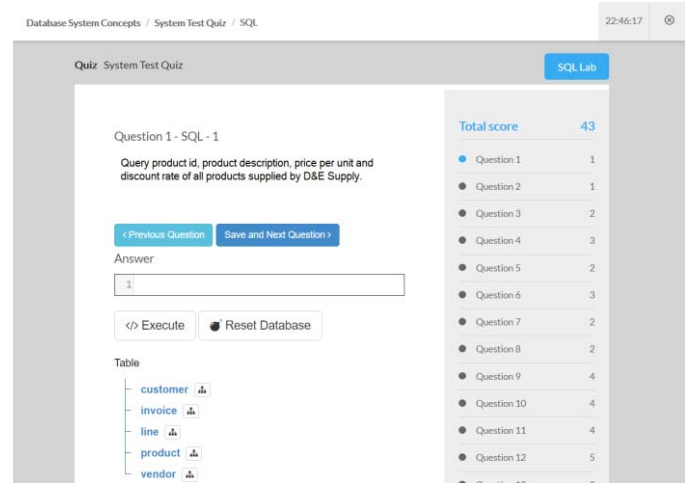 Database System Concepts / System Test Quiz / SQL
22:46:17
Quiz System Test Quiz
SQL Lab
Question 1 - SQL - 1
Query product id, product description, price per unit and
discount rate of all products supplied by D&E Supply.
< Previous Question
Save and Next Question >
Answer
1
</> Execute
Reset Database
Table
customer
invoice
line
product
vendor
Total score 43
Question 1 1
Question 2 1
Question 3 2
Question 4 3
Question 5 2
Question 6 3
Question 7 2
Question 8 2
Question 9 4
Question 10 4
Question 11 4
Question 12 5